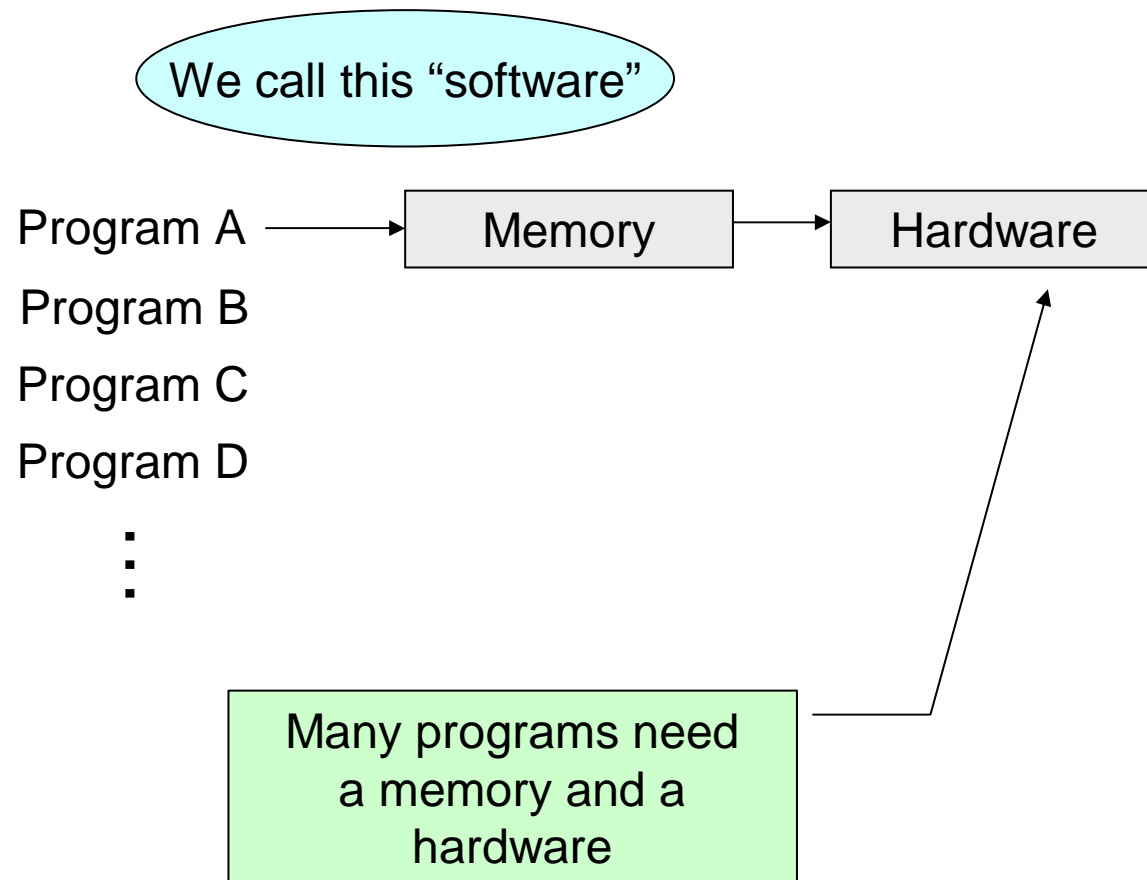 We call this “software”
Program A
Memory
Hardware
Program B
Program C
Program D
Many programs need
a memory and a
hardware